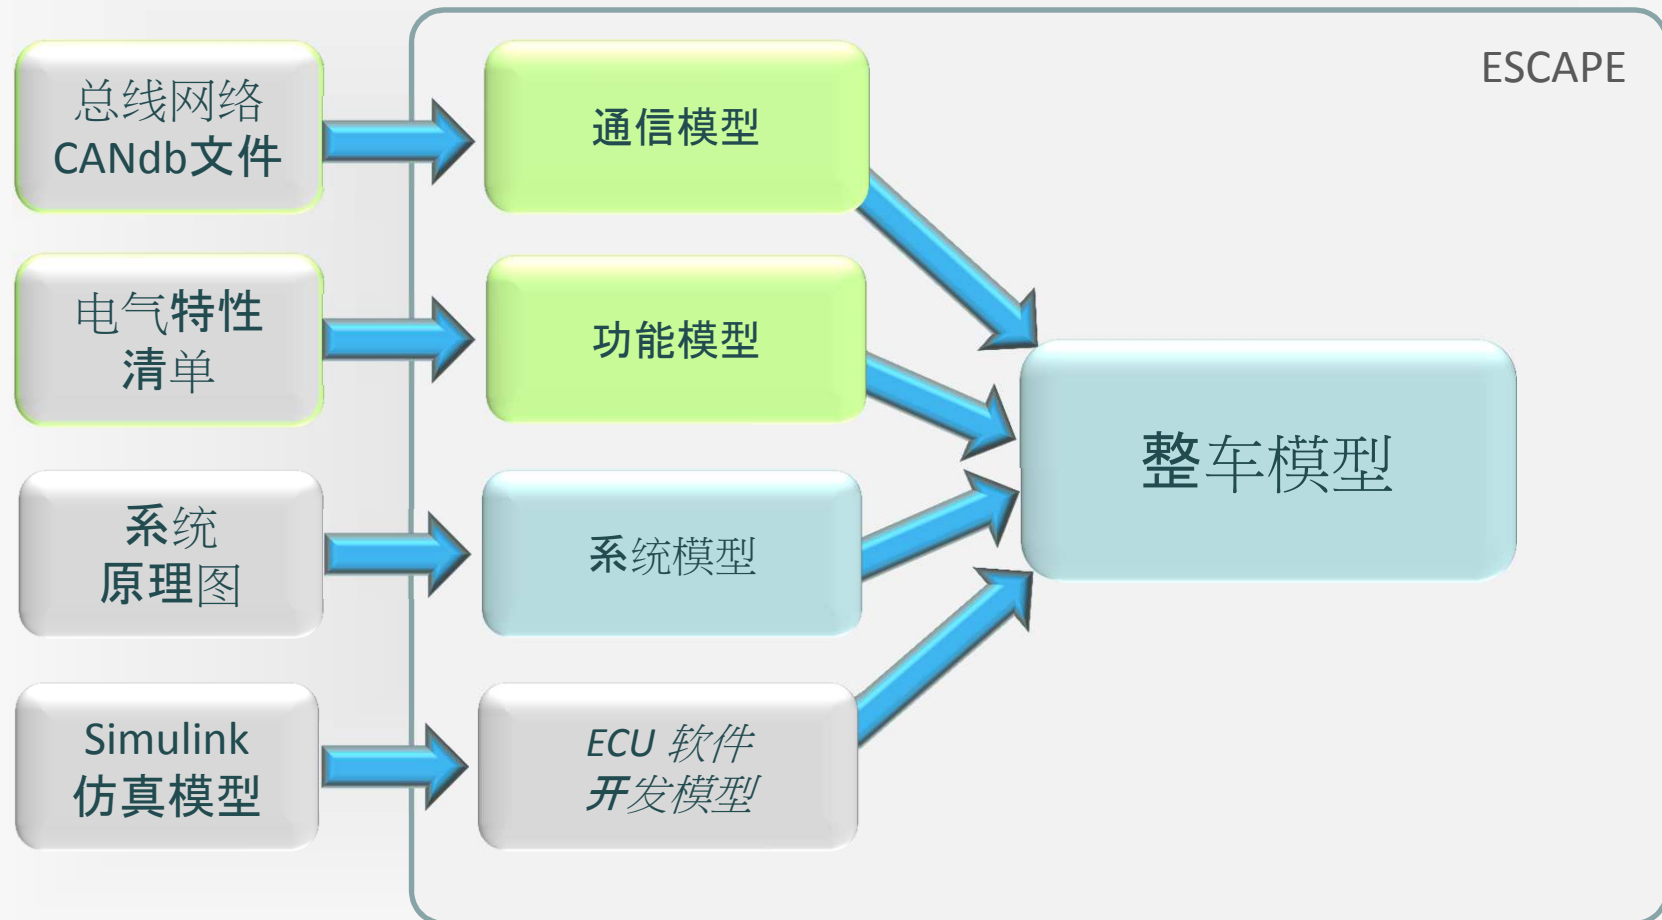 ESCAPE
总线网络
CANdb文件
通信模型
电气特性
清单
功能模型
整车模型
系统
原理图
系统模型
Simulink
仿真模型
ECU 软件
开发模型